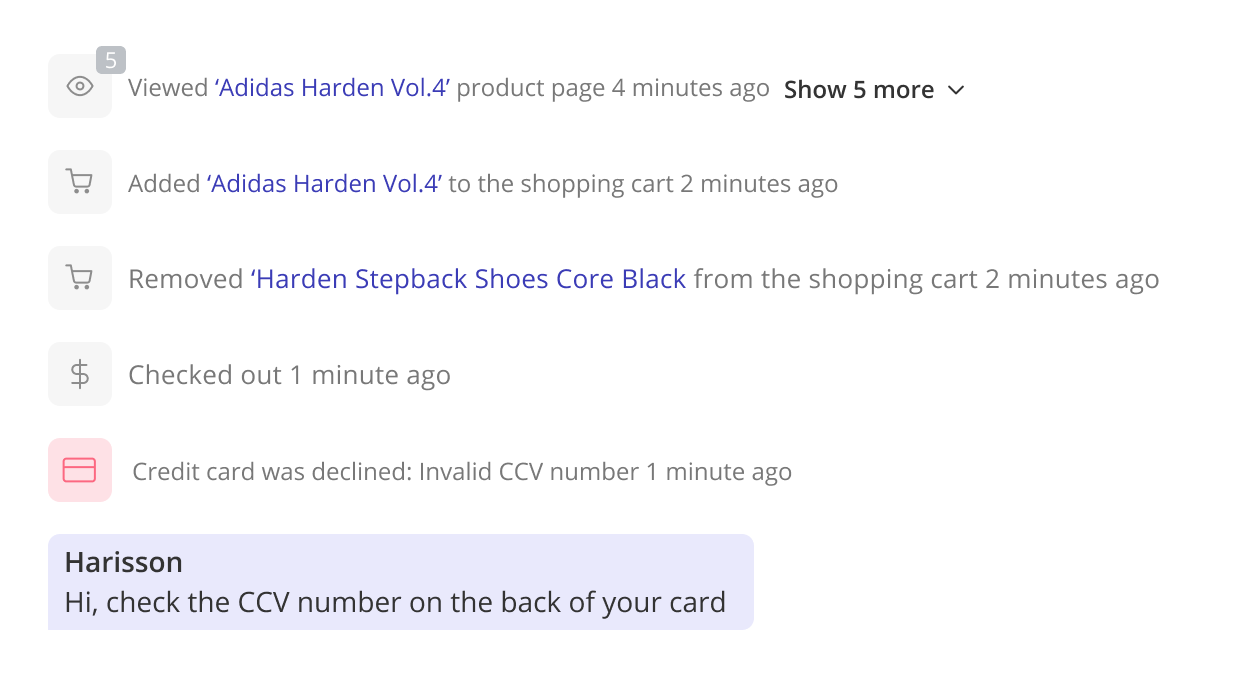 5
Viewed ‘Adidas Harden Vol.4’ product page 4 minutes ago Show 5 more
Added ‘Adidas Harden Vol.4’ to the shopping cart 2 minutes ago
Removed ‘Harden Stepback Shoes Core Black from the shopping cart 2 minutes ago
Checked out 1 minute ago
Credit card was declined: Invalid CCV number 1 minute ago
Harisson
Hi, check the CCV number on the back of your card